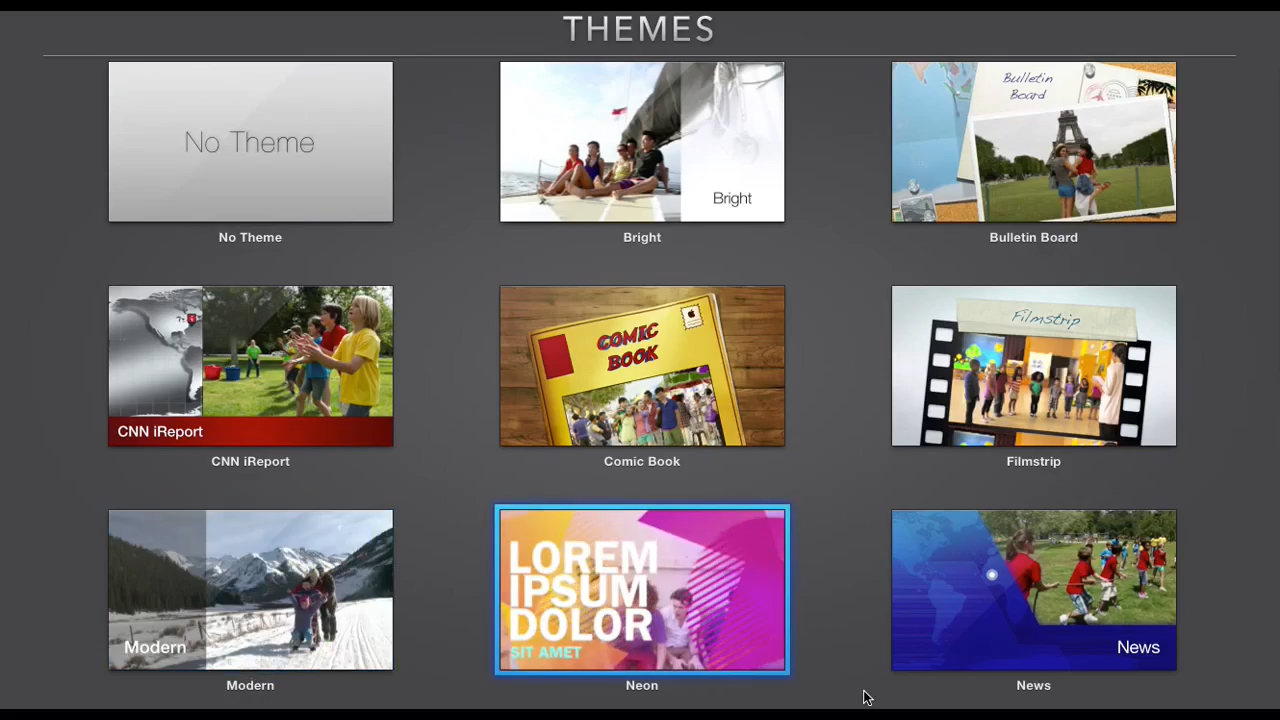 THEMES
No Theme
No Theme
Bright
Bright
Bulletin
Board
Bulletin Board
CNN iReport
CNN iReport
COMIC
BOOK
Comic Book
Filmstrip
Filmstrip
Modern
Modern
LOREM
IPSUM
DOLOR
SIT AMET
Neon
News
News